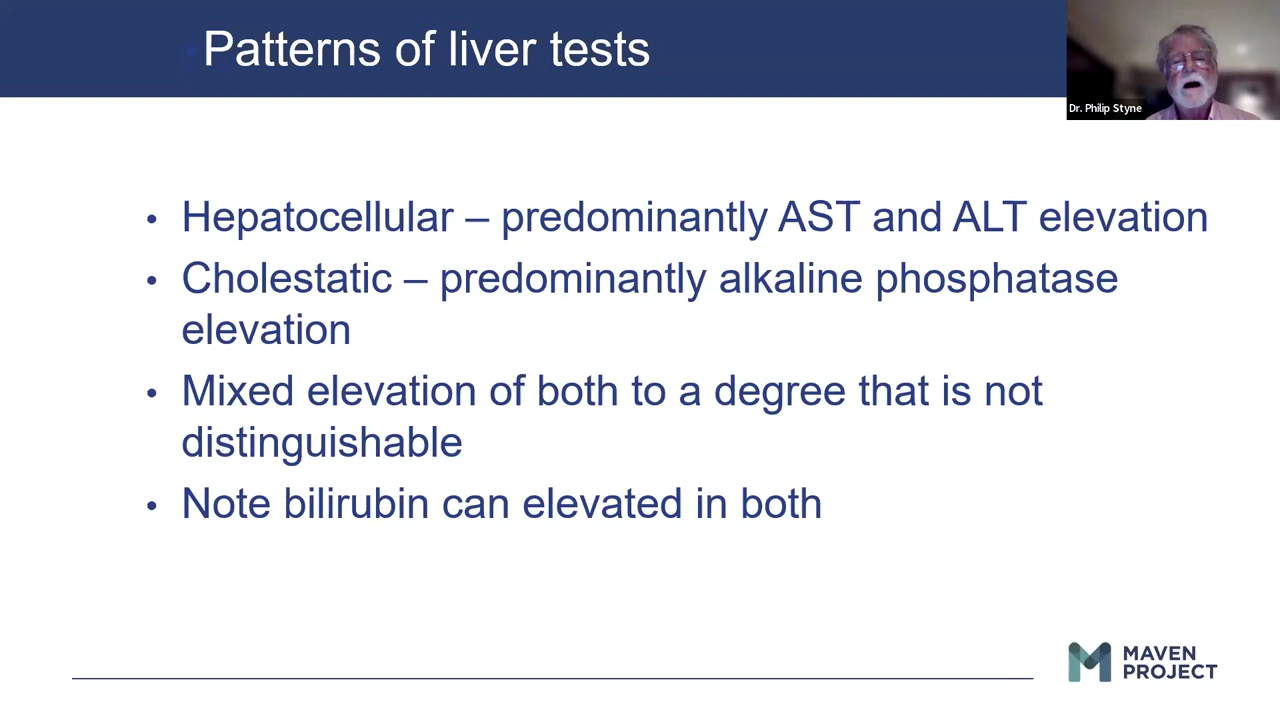 Patterns of liver tests
Dr. Philip Styne
• Hepatocellular – predominantly AST and ALT elevation
• Cholestatic – predominantly alkaline phosphatase
elevation
• Mixed elevation of both to a degree that is not
distinguishable
• Note bilirubin can elevated in both
MAVEN
PROJECT